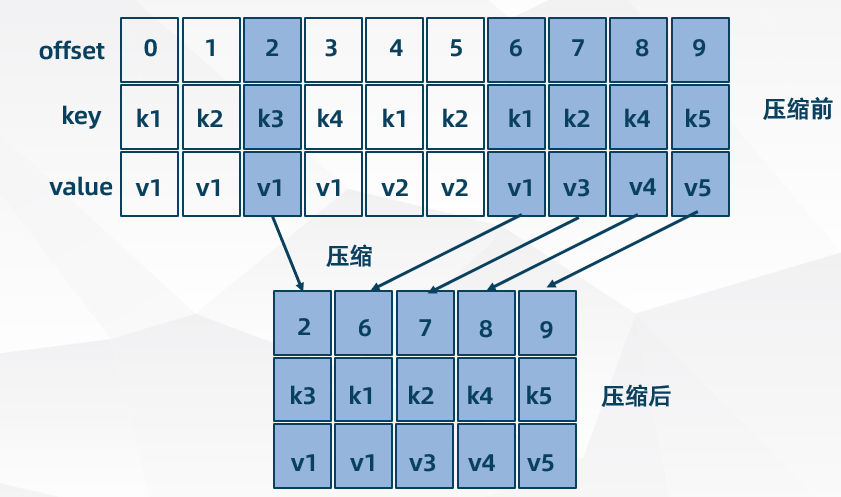 offset 0 1 2 3 4 5 6 7 8 9
key k1 k2 k3 k4 k1 k2 k1 k2 k4 k5 压缩前
value v1 v1 v1 v1 v2 v2 v1 v3 v4 v5
压缩
2 6 7 8 9
k3 k1 k2 k4 k5 压缩后
v1 v1 v3 v4 v5